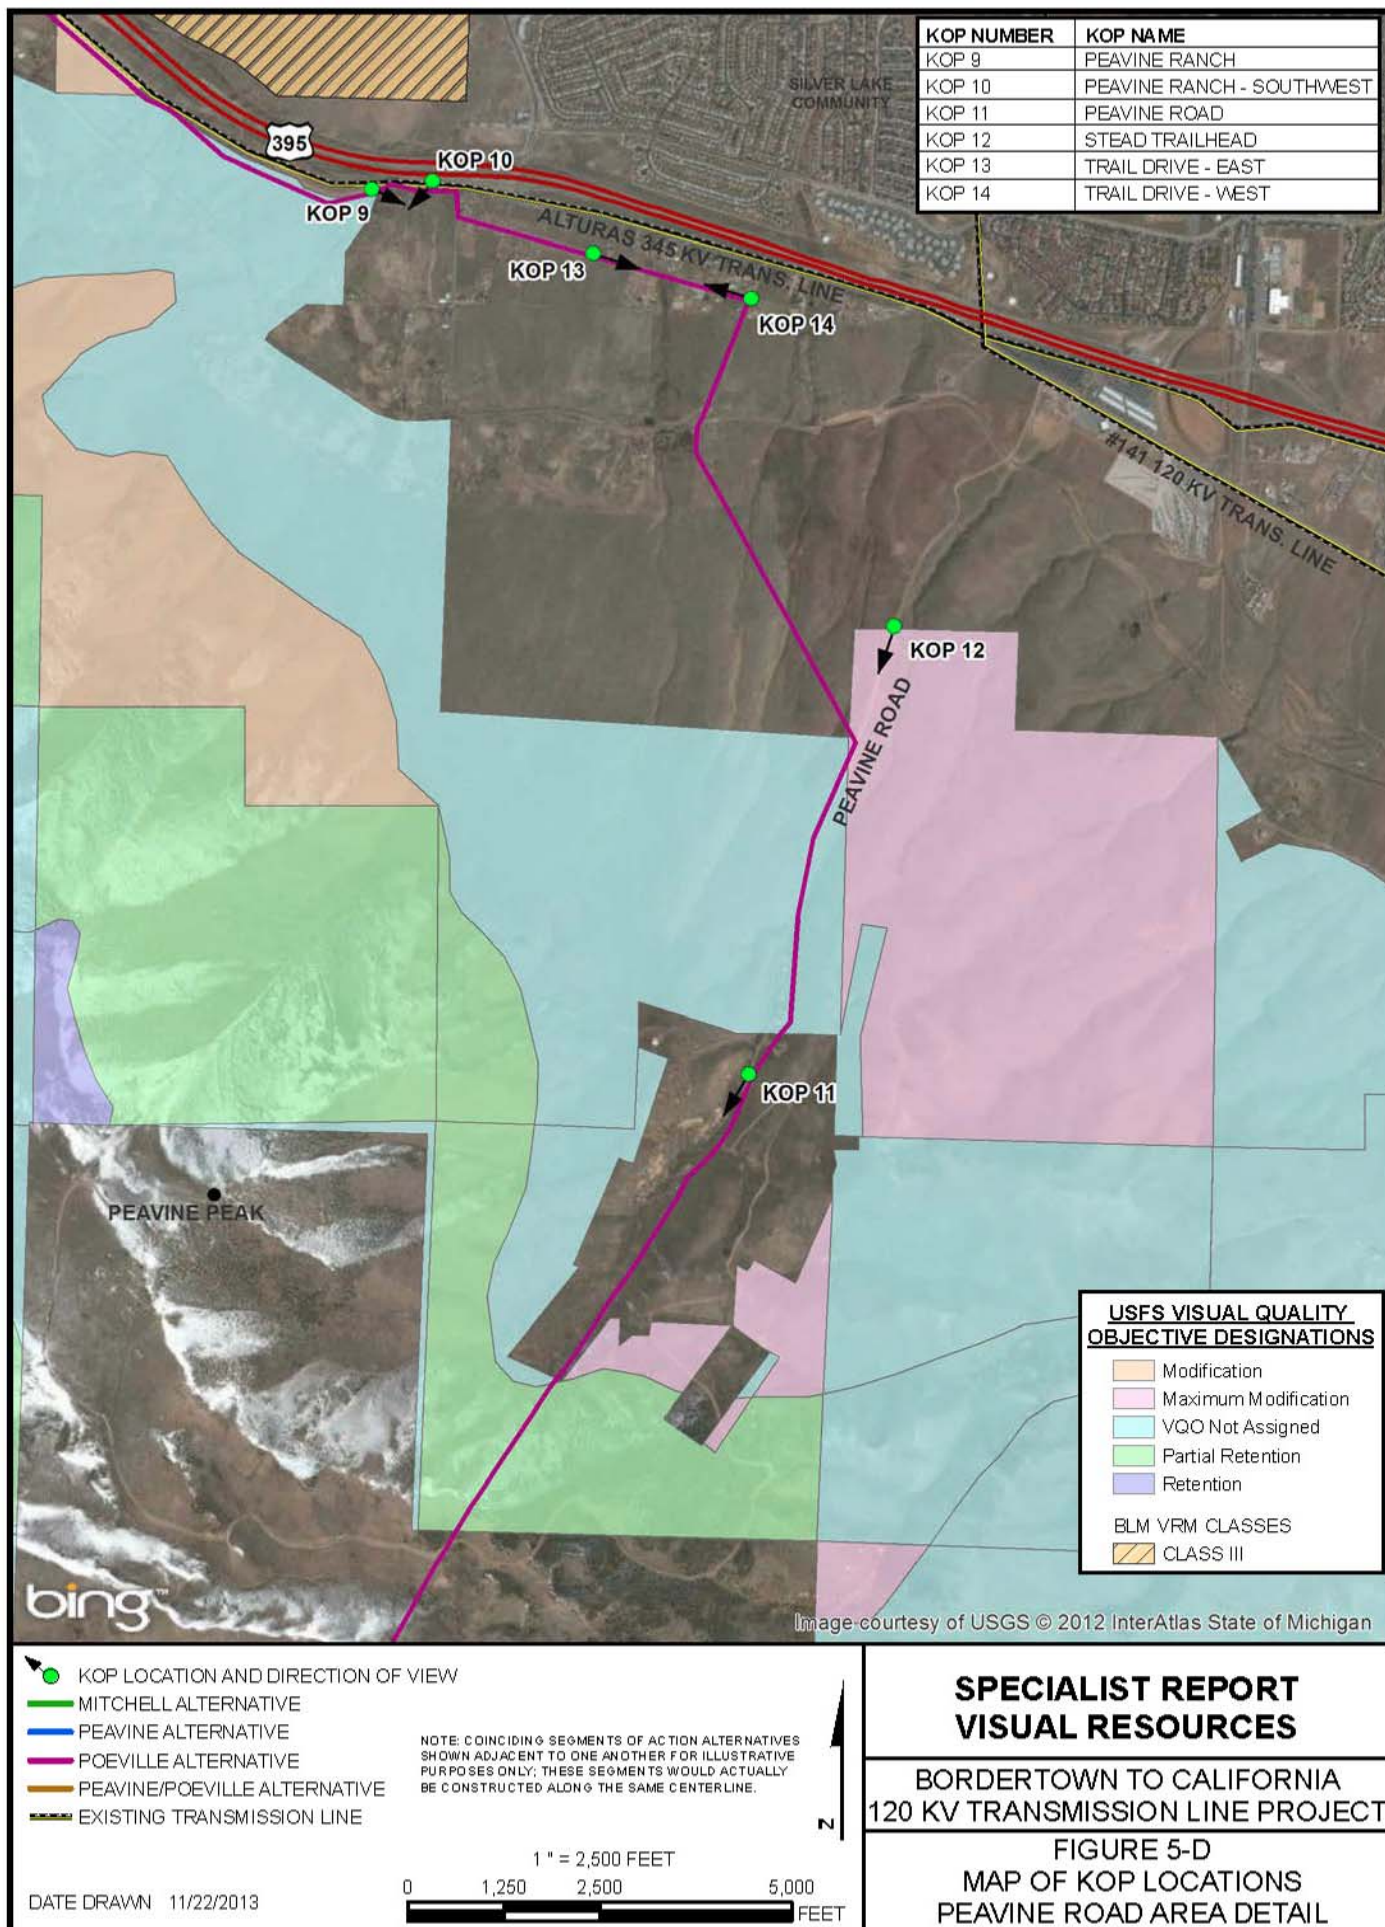 KOP NUMBER KOP NAME
KOP 9 PEAVINE RANCH
KOP 10 PEAVINE RANCH - SOUTHWEST
KOP 11 PEAVINE ROAD
KOP 12 STEAD TRAILHEAD
KOP 13 TRAIL DRIVE - EAST
KOP 14 TRAIL DRIVE - WEST
SILVER LAKE
COMMUNITY
395
KOP 10
KOP 9
ALTURAS 345 KV TRANS. LINE
KOP 13
KOP 14
#141 120 KV TRANS. LINE
KOP 12
PEAVINE ROAD
KOP 11
PEAVINE PEAK
USFS VISUAL QUALITY
OBJECTIVE DESIGNATIONS
Modification
Maximum Modification
VQO Not Assigned
Partial Retention
Retention
BLM VRM CLASSES
CLASS III
bing™
Image courtesy of USGS © 2012 InterAtlas State of Michigan
KOP LOCATION AND DIRECTION OF VIEW
MITCHELL ALTERNATIVE
PEAVINE ALTERNATIVE
POEVILLE ALTERNATIVE
PEAVINE/POEVILLE ALTERNATIVE
EXISTING TRANSMISSION LINE
NOTE: COINCIDING SEGMENTS OF ACTION ALTERNATIVES
SHOWN ADJACENT TO ONE ANOTHER FOR ILLUSTRATIVE
PURPOSES ONLY; THESE SEGMENTS WOULD ACTUALLY
BE CONSTRUCTED ALONG THE SAME CENTERLINE.
N
1 " = 2,500 FEET
0 1,250 2,500 5,000
FEET
DATE DRAWN 11/22/2013
SPECIALIST REPORT
VISUAL RESOURCES
BORDERTOWN TO CALIFORNIA
120 KV TRANSMISSION LINE PROJECT
FIGURE 5-D
MAP OF KOP LOCATIONS
PEAVINE ROAD AREA DETAIL